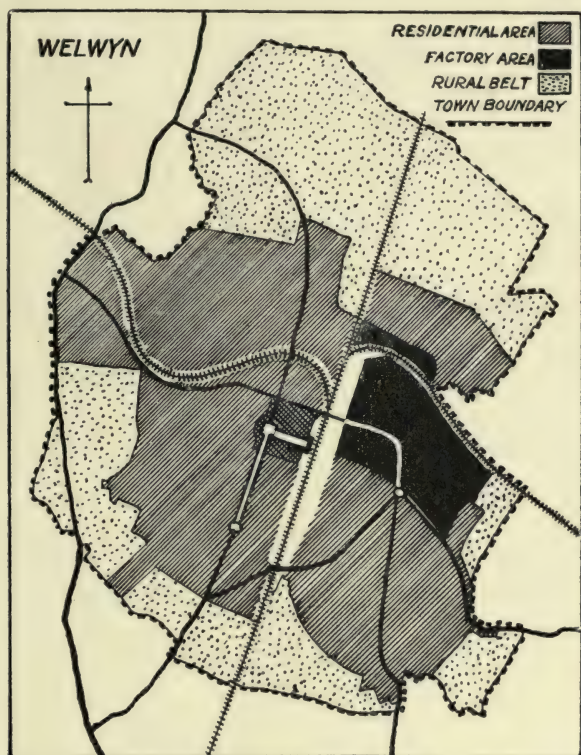 WELWYN
RESIDENTIAL AREA
FACTORY AREA
RURAL BELT
TOWN BOUNDARY